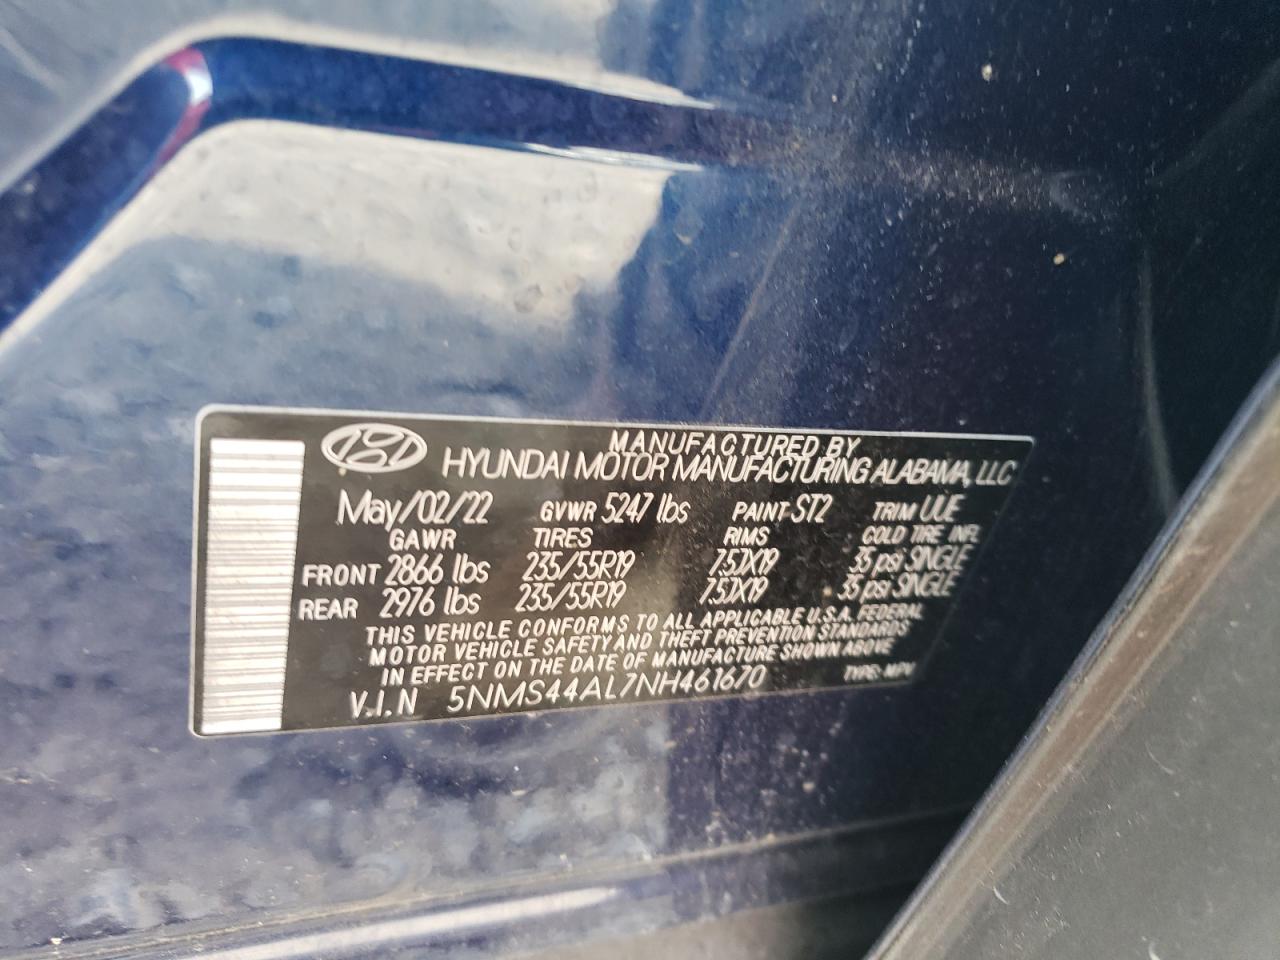 MANUFACTURED BY
HYUNDAI MOTOR MANUFACTURING ALABAMA, LLC
May/02/22 GVWR 5247 lbs PAINT ST2 TRIM UUE
GAWR TIRES RIMS COLD TIRE INFL
FRONT 2866 lbs 235/55R19 7.5JX19 35 psi SINGLE
REAR 2976 lbs 235/55R19 7.5JX19 35 psi SINGLE
THIS VEHICLE CONFORMS TO ALL APPLICABLE U.S.A. FEDERAL
MOTOR VEHICLE SAFETY AND THEFT PREVENTION STANDARDS
IN EFFECT ON THE DATE OF MANUFACTURE SHOWN ABOVE
V.I.N 5NMS44AL7NH461670 TYPE: MPV